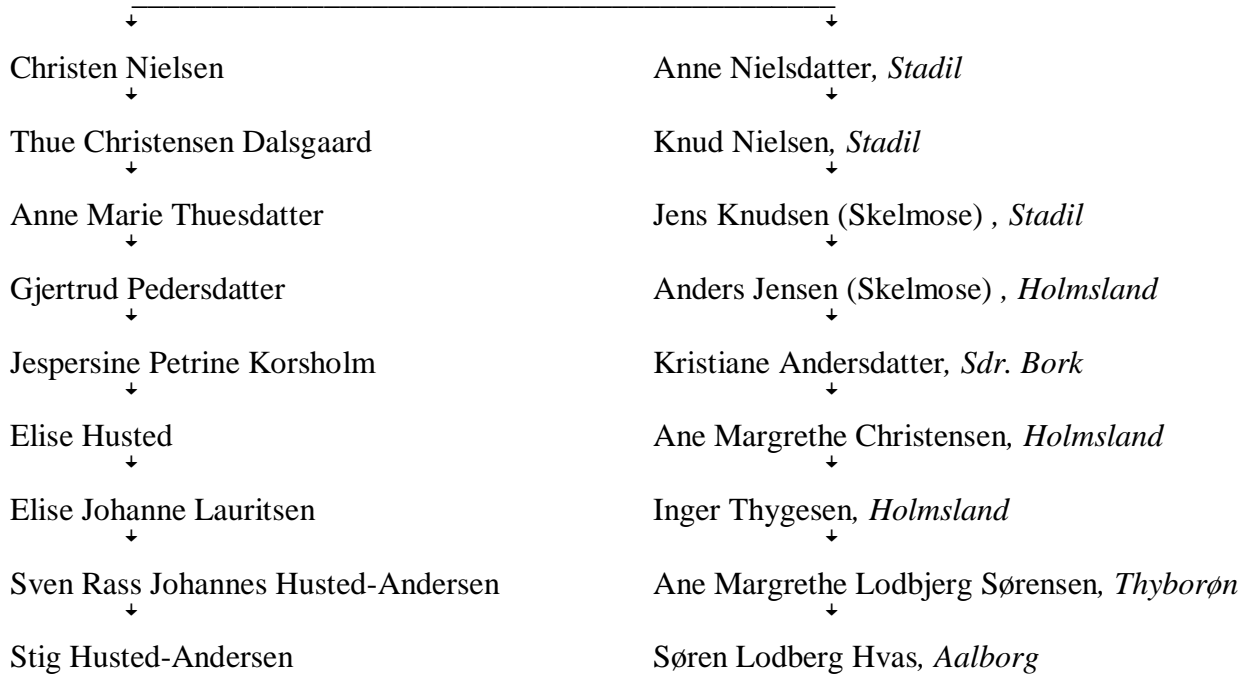 Christen Nielsen Anne Nielsdatter, Stadil
Thue Christensen Dalsgaard Knud Nielsen, Stadil
Anne Marie Thuesdatter Jens Knudsen (Skelmose) , Stadil
Gjertrud Pedersdatter Anders Jensen (Skelmose) , Holmsland
Jespersine Petrine Korsholm Kristiane Andersdatter, Sdr. Bork
Elise Husted Ane Margrethe Christensen, Holmsland
Elise Johanne Lauritsen Inger Thygesen, Holmsland
Sven Rass Johannes Husted-Andersen Ane Margrethe Lodbjerg Sørensen, Thyborøn
Stig Husted-Andersen Søren Lodberg Hvas, Aalborg